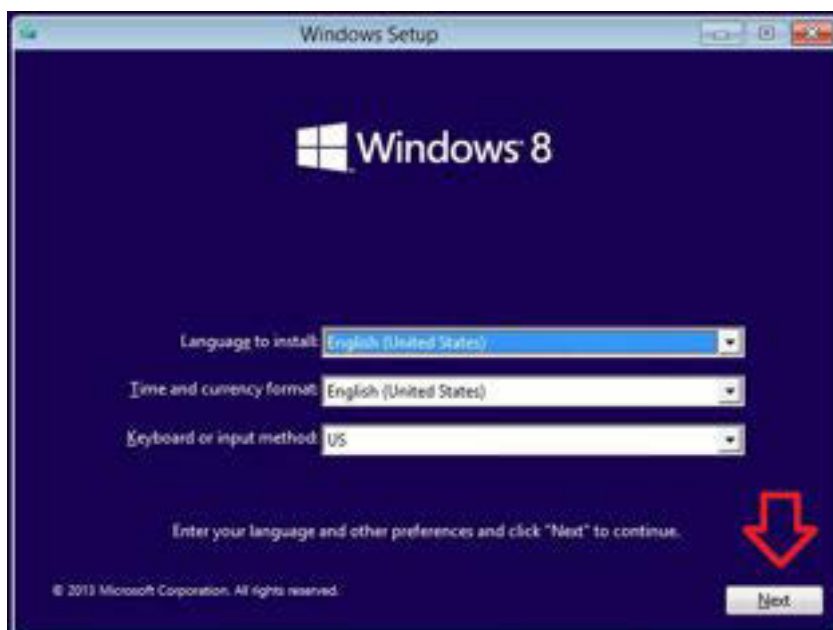 Windows Setup
Windows 8
Language to install: English (United States)
Time and currency format: English (United States)
Keyboard or input method: US
Enter your language and other preferences and click "Next" to continue.
© 2013 Microsoft Corporation. All rights reserved.
Next